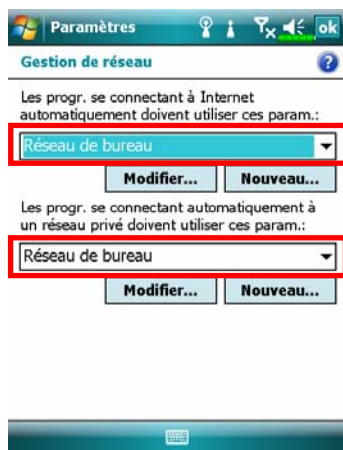 Paramètres ok
Gestion de réseau ?
Les progr. se connectant à Internet
automatiquement doivent utiliser ces param.:
Réseau de bureau
Modifier... Nouveau...
Les progr. se connectant automatiquement à
un réseau privé doivent utiliser ces param.:
Réseau de bureau
Modifier... Nouveau...